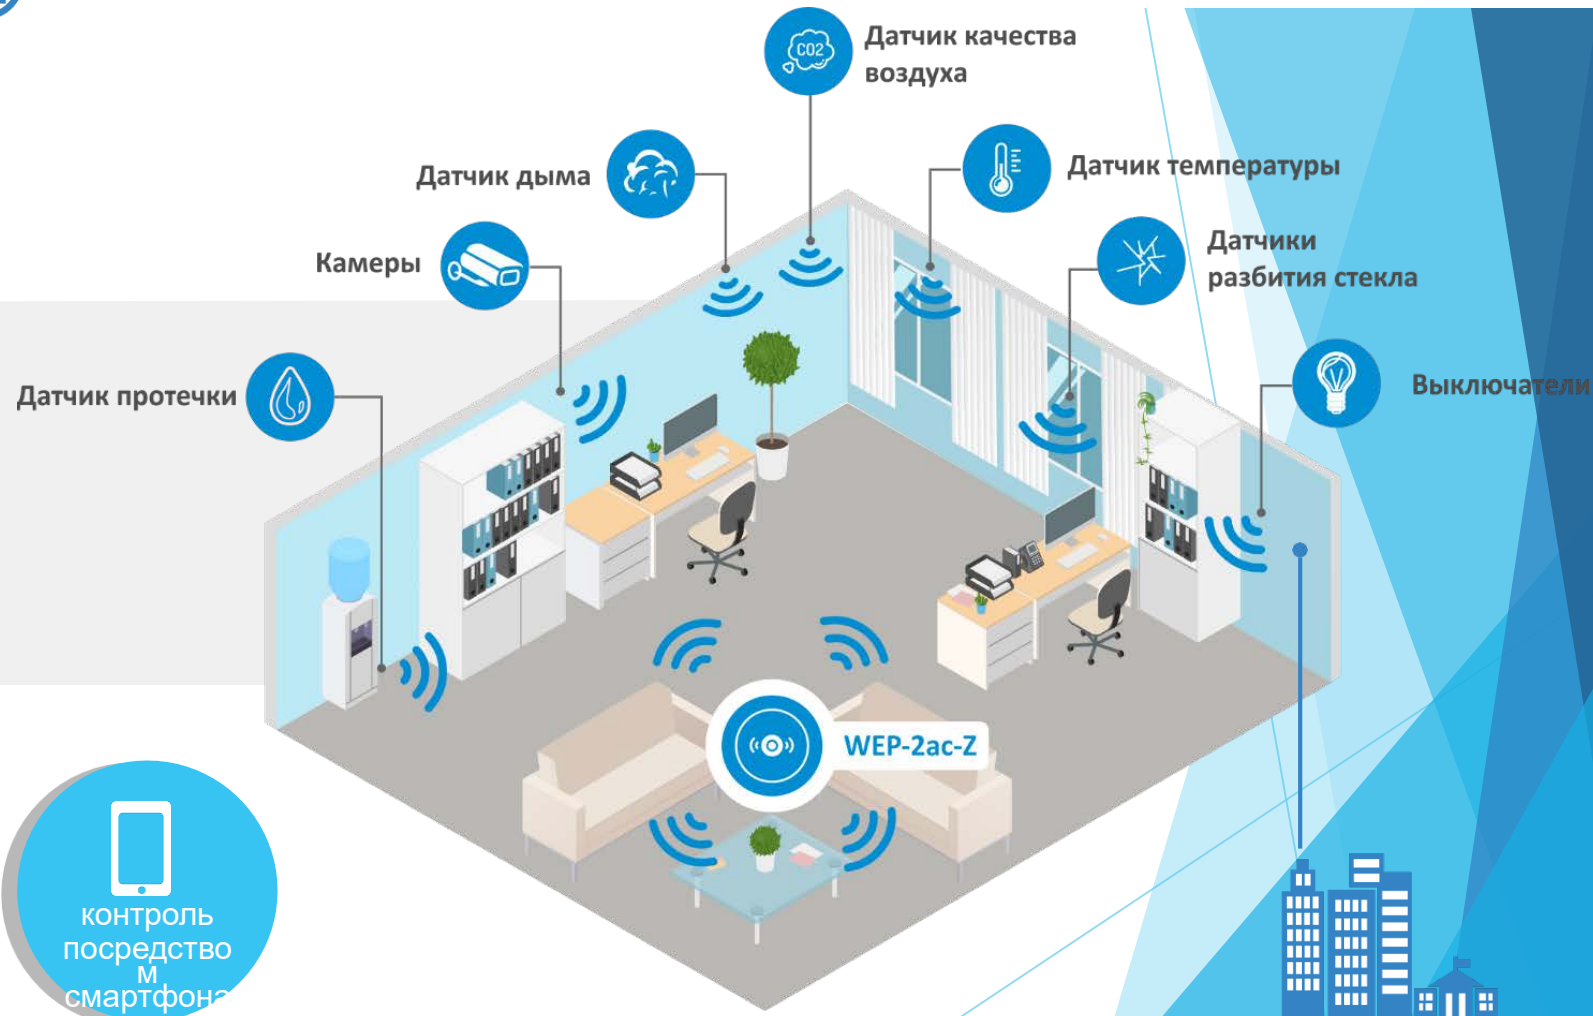 CO2
Датчик качества
воздуха
Датчик дыма
Датчик температуры
Камеры
Датчики
разбития стекла
Датчик протечки
Выключатели
WEP-2ac-Z
контроль
посредство
м
смартфона